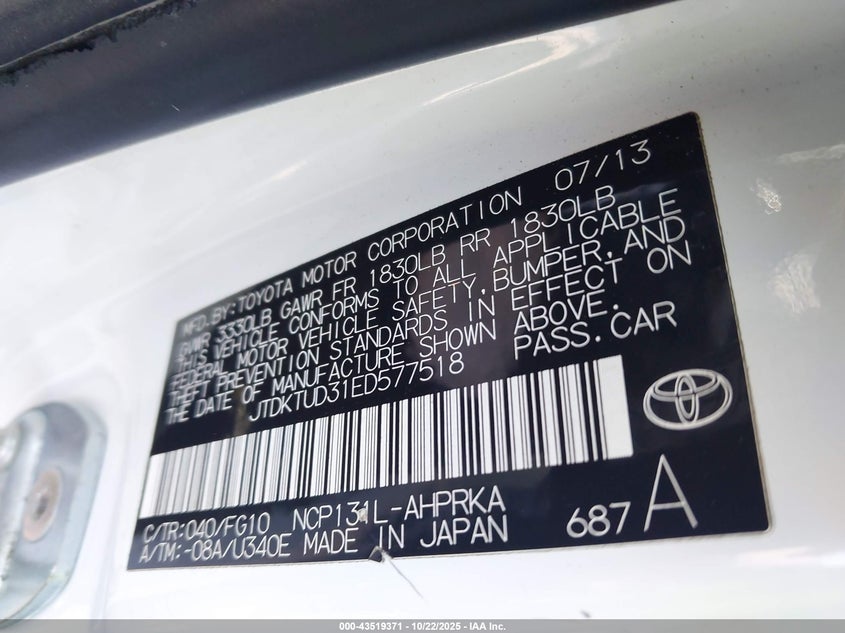 MFD.BY:TOYOTA MOTOR CORPORATION 07/13
GVWR 3330LB GAWR FR 1830LB RR 1830LB
THIS VEHICLE CONFORMS TO ALL APPLICABLE
FEDERAL MOTOR VEHICLE SAFETY,BUMPER,AND
THEFT PREVENTION STANDARDS IN EFFECT ON
THE DATE OF MANUFACTURE SHOWN ABOVE.
JTDKTUD31ED577518 PASS.CAR
C/TR:040/FG10 NCP131L-AHPRKA
A/TM:-08A/U340E MADE IN JAPAN 687 A
000-43519371 | 10/22/2025 - IAA Inc.